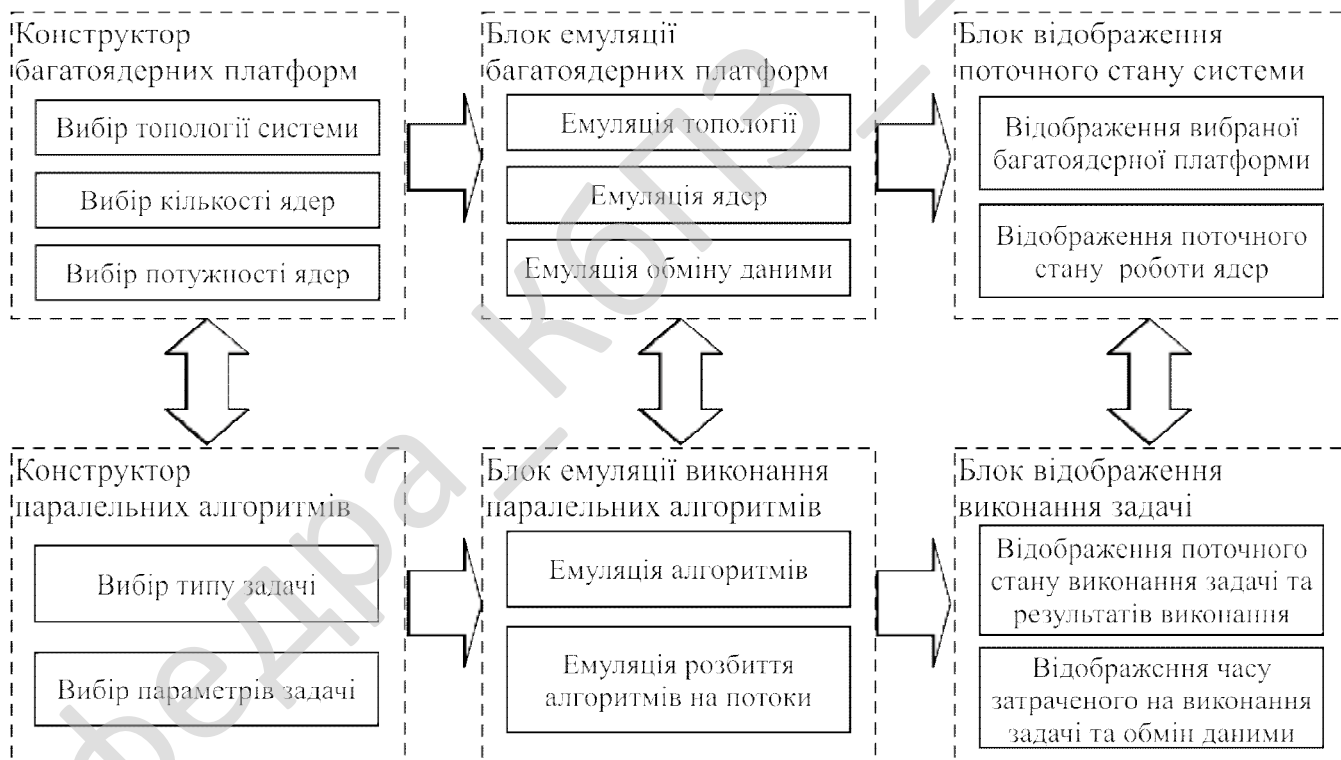 Конструктор
багатоядерних платформ
Вибір топології системи
Вибір кількості ядер
Вибір потужності ядер
Блок емуляції
багатоядерних платформ
Емуляція топології
Емуляція ядер
Емуляція обміну даними
Блок відображення
поточного стану системи
Відображення вибраної
багатоядерної платформи
Відображення поточного
стану роботи ядер
Конструктор
паралельних алгоритмів
Вибір типу задачі
Вибір параметрів задачі
Блок емуляції виконання
паралельних алгоритмів
Емуляція алгоритмів
Емуляція розбиття
алгоритмів на потоки
Блок відображення
виконання задачі
Відображення поточного
стану виконання задачі та
результатів виконання
Відображення часу
затраченого на виконання
задачі та обмін даними
федра_КбПЗ_2